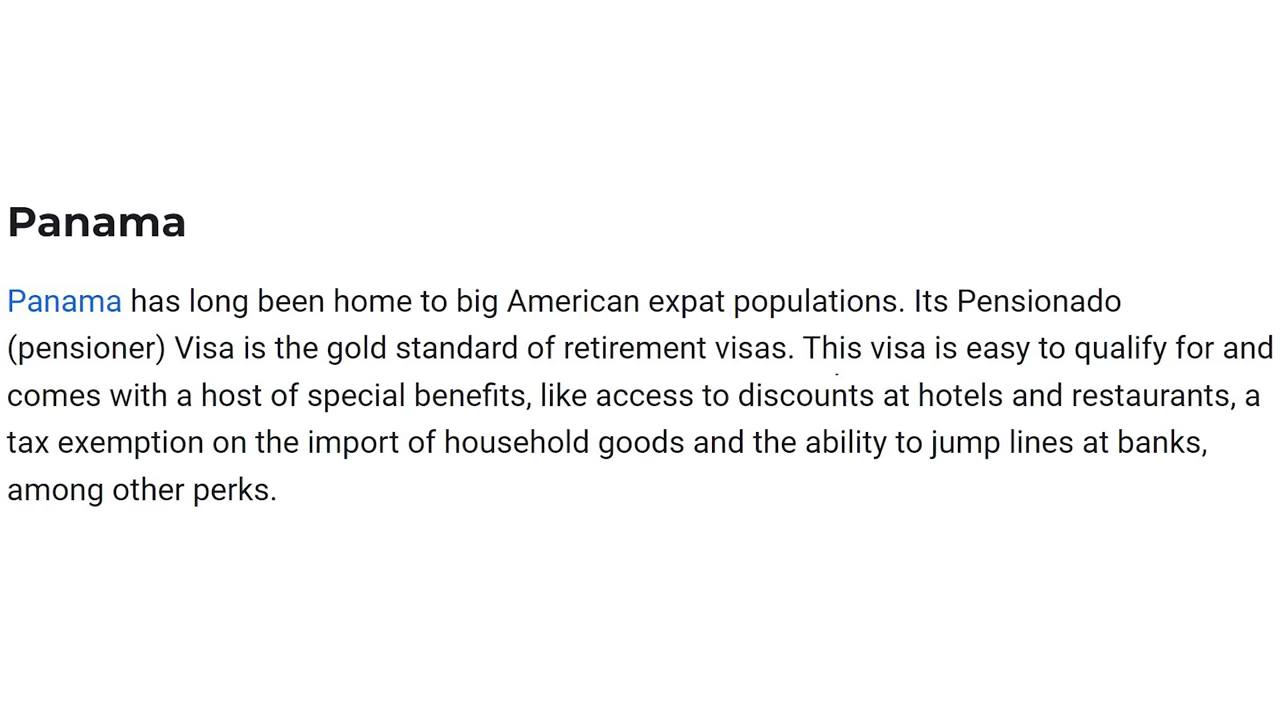 Panama
Panama has long been home to big American expat populations. Its Pensionado
(pensioner) Visa is the gold standard of retirement visas. This visa is easy to qualify for and
comes with a host of special benefits, like access to discounts at hotels and restaurants, a
tax exemption on the import of household goods and the ability to jump lines at banks,
among other perks.